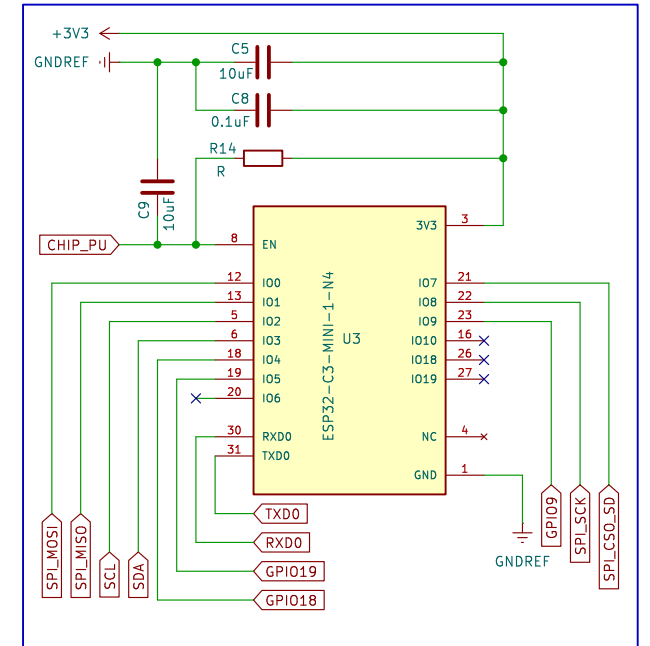 +3V3
GNDREF
C5
10uF
C8
0.1uF
R14
R
C9
10uF
CHIP_PU
8
EN
3V3
3
12
IO0
IO7
21
13
IO1
IO8
22
5
IO2
IO9
23
6
IO3
IO10
16
18
IO4
IO18
26
19
IO5
IO19
27
20
IO6
30
RXD0
NC
4
31
TXD0
GND
1
ESP32-C3-MINI-1-N4
U3
TXD0
RXD0
GPIO19
GPIO18
SPI_MOSI
SPI_MISO
SCL
SDA
GNDREF
GPIO9
SPI_SCK
SPI_CSO_SD